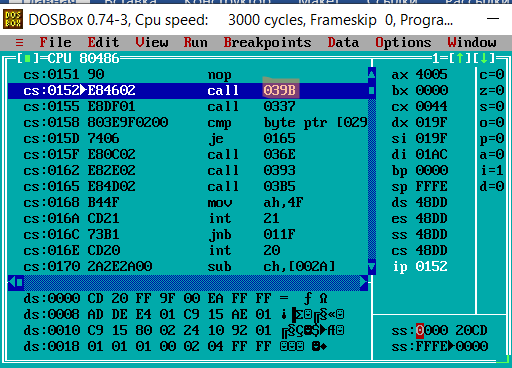 DOSBox 0.74-3, Cpu speed: 3000 cycles, Frameskip 0, Progra...
≡ File Edit View Run Breakpoints Data Options Window
[■]=CPU 80486 1=[↑][↓]
cs:0151 90 nop ax 4005 c=0
cs:0152►E84602 call 039B bx 0000 z=0
cs:0155 E8DF01 call 0337 cx 0044 s=0
cs:0158 803E9F0200 cmp byte ptr [029 dx 019F o=0
cs:015D 7406 je 0165 si 019F p=0
cs:015F E80C02 call 036E di 01AC a=0
cs:0162 E82E02 call 0393 bp 0000 i=1
cs:0165 E84D02 call 03B5 sp FFFE d=0
cs:0168 B44F mov ah,4F ds 48DD
cs:016A CD21 int 21 es 48DD
cs:016C 73B1 jnb 011F ss 48DD
cs:016E CD20 int 20 cs 48DD
cs:0170 2A2E2A00 sub ch,[002A] ip 0152
ds:0000 CD 20 FF 9F 00 EA FF FF = ƒ Ω
ds:0008 AD DE E4 01 C9 15 AE 01
ds:0010 C9 15 80 02 24 10 92 01
ds:0018 01 01 01 00 02 04 FF FF
ss:0000 20CD
ss:FFFE►0000